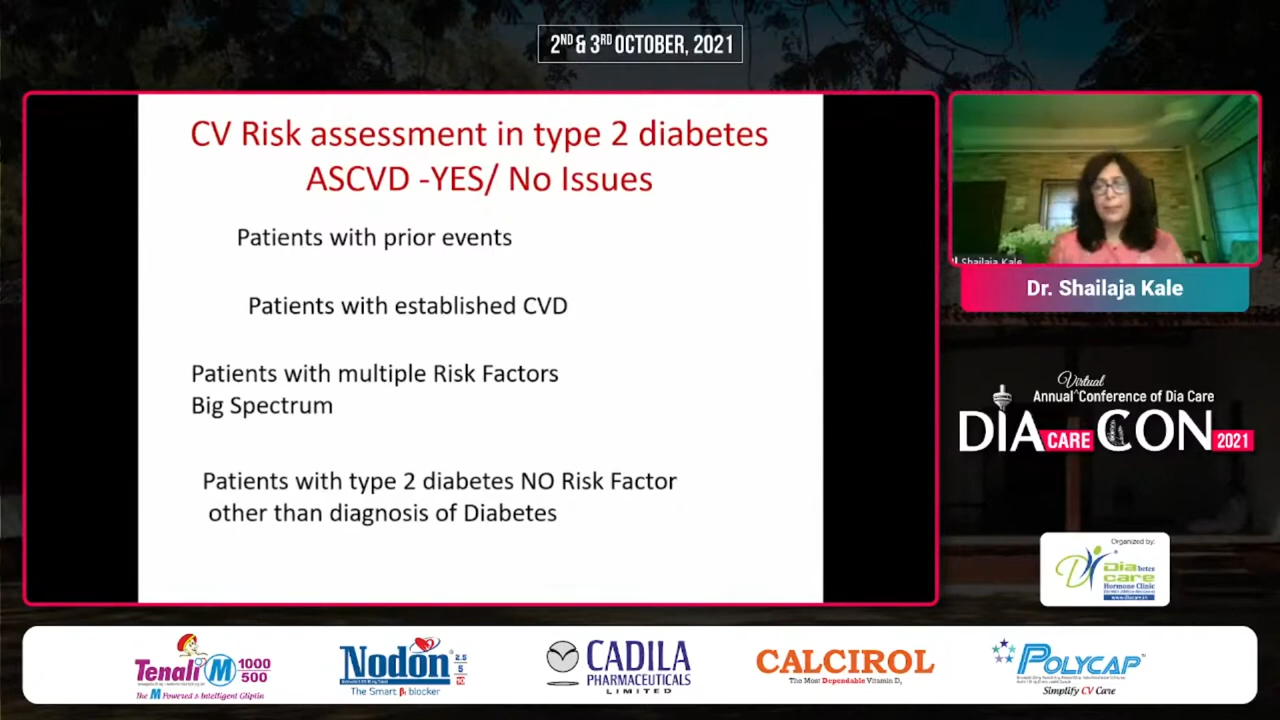 2ND & 3RD OCTOBER, 2021
CV Risk assessment in type 2 diabetes
ASCVD -YES/ No Issues
Patients with prior events
Patients with established CVD
Patients with multiple Risk Factors
Big Spectrum
Patients with type 2 diabetes NO Risk Factor
other than diagnosis of Diabetes
Shailaja Kale
Dr. Shailaja Kale
Virtual
Annual ^ Conference of Dia Care
DIA CARE CON 2021
Organized by:
Diabetes
care
Hormone Clinic
Tenali M 1000
500
The M Powered & Intelligent Gliptin
Nodon 2.5
5
The Smart β blocker
CADILA
PHARMACEUTICALS
LIMITED
CALCIROL
The Most Dependable Vitamin D3
POLYCAP
Simplify CV Care